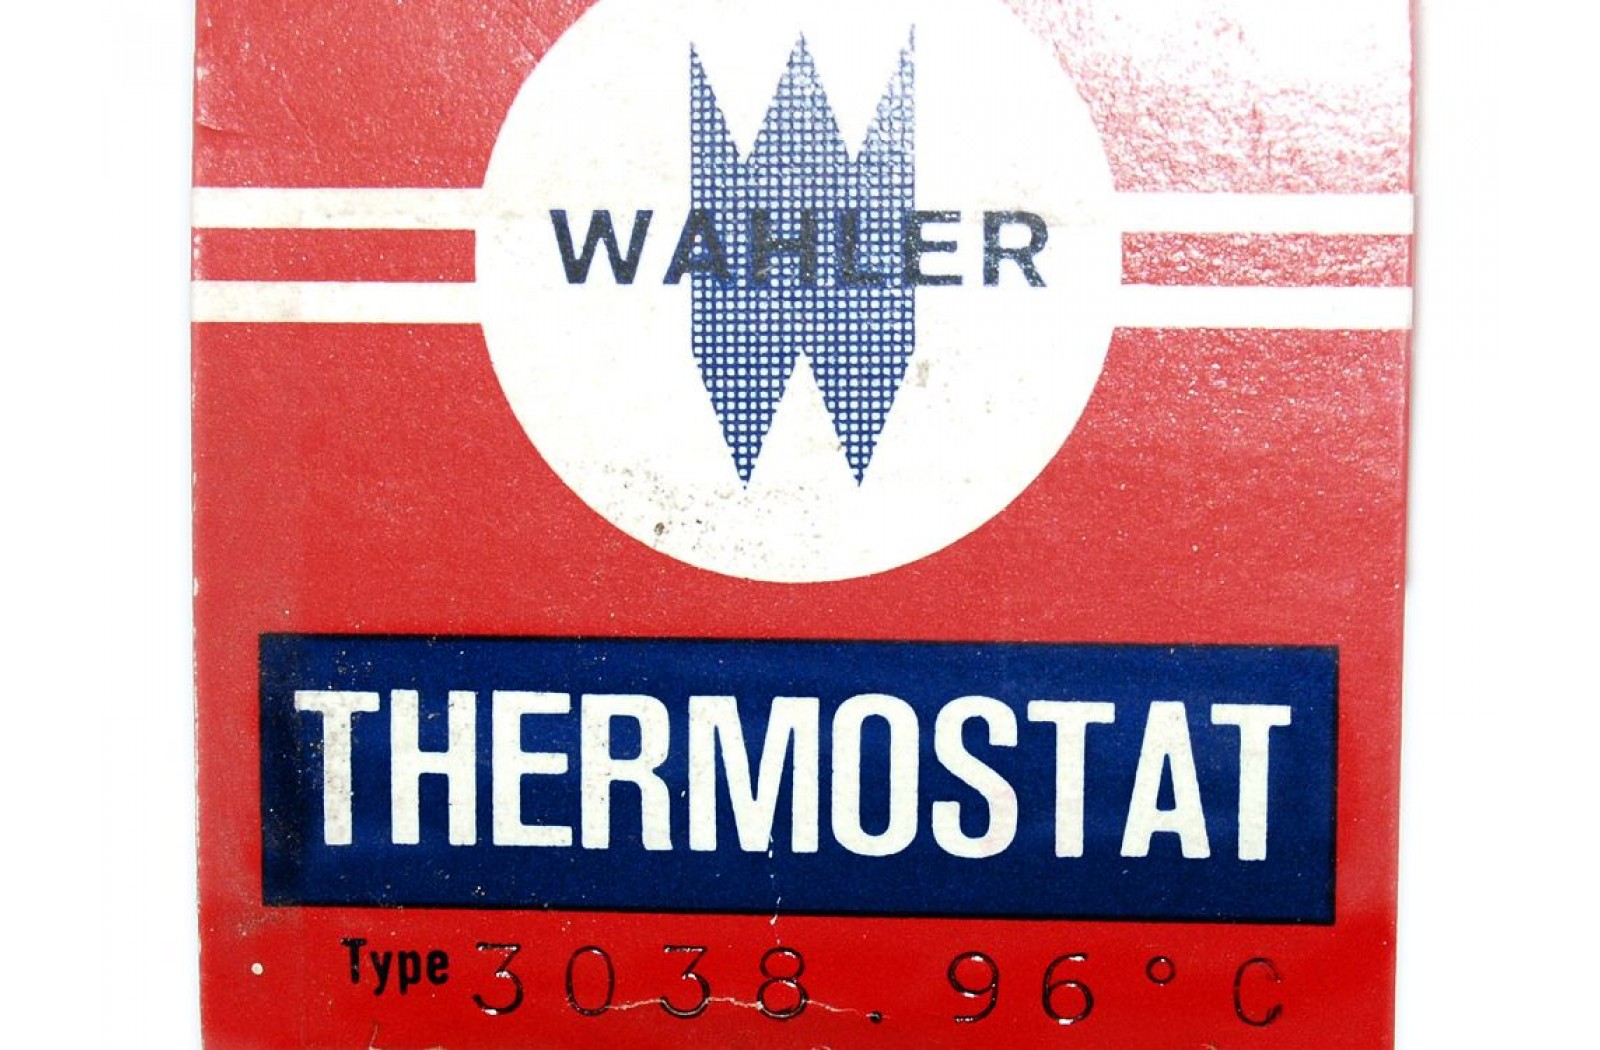 WAHLER
THERMOSTAT
Type 3038.96°C